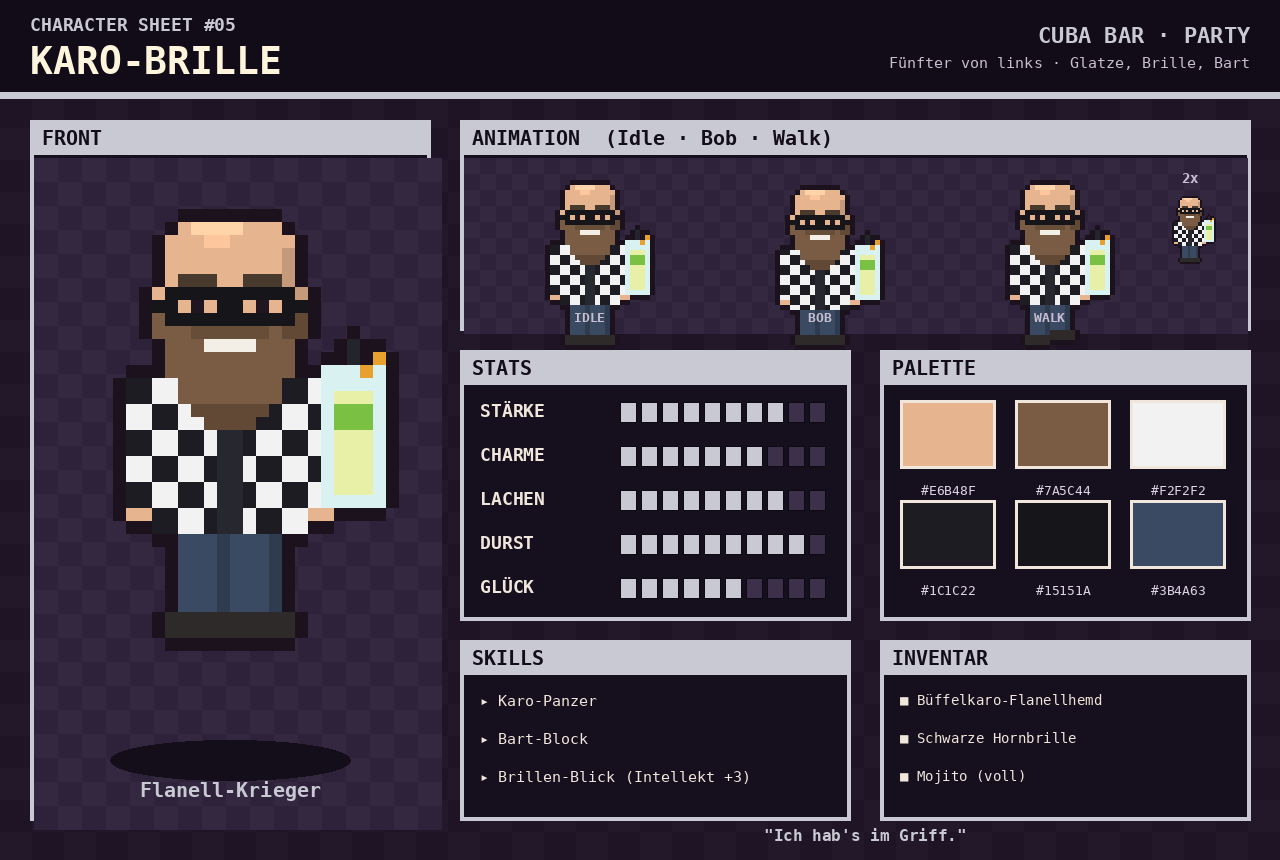 CHARACTER SHEET #05
KARO-BRILLE
CUBA BAR · PARTY
Fünfter von links · Glatze, Brille, Bart
FRONT
Flanell-Krieger
ANIMATION (Idle · Bob · Walk)
2x
IDLE
BOB
WALK
STATS
STÄRKE
CHARME
LACHEN
DURST
GLÜCK
PALETTE
#E6B48F
#7A5C44
#F2F2F2
#1C1C22
#15151A
#3B4A63
SKILLS
▸ Karo-Panzer
▸ Bart-Block
▸ Brillen-Blick (Intellekt +3)
INVENTAR
■ Büffelkaro-Flanellhemd
■ Schwarze Hornbrille
■ Mojito (voll)
"Ich hab's im Griff."